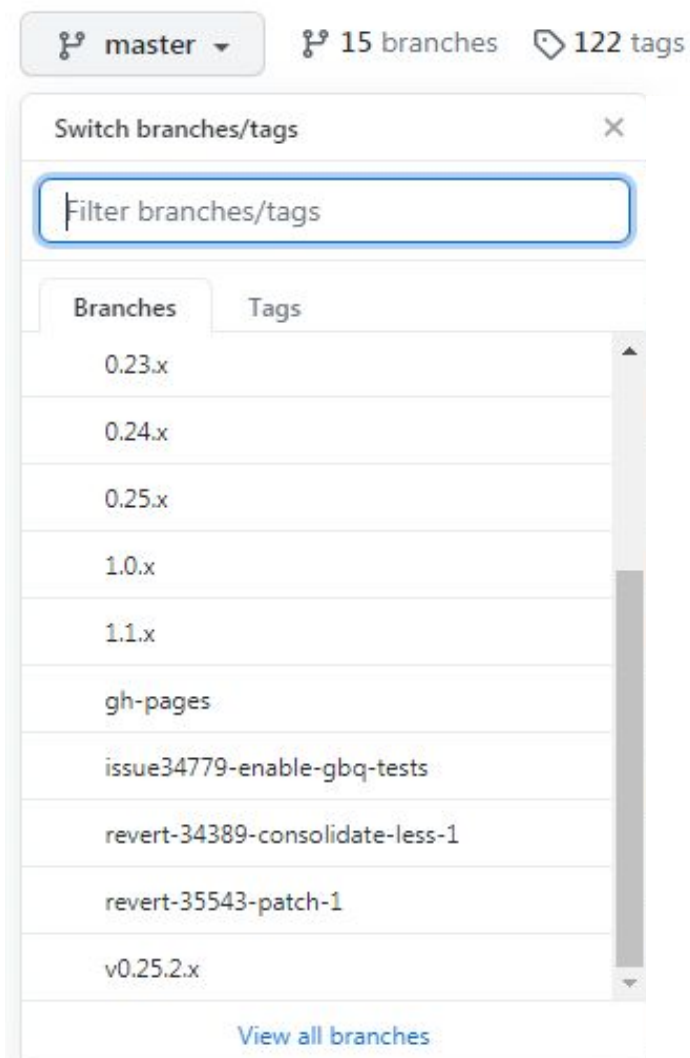 master 15 branches 122 tags
Switch branches/tags
Filter branches/tags
Branches Tags
0.23.x
0.24.x
0.25.x
1.0.x
1.1.x
gh-pages
issue34779-enable-gbq-tests
revert-34389-consolidate-less-1
revert-35543-patch-1
v0.25.2.x
View all branches